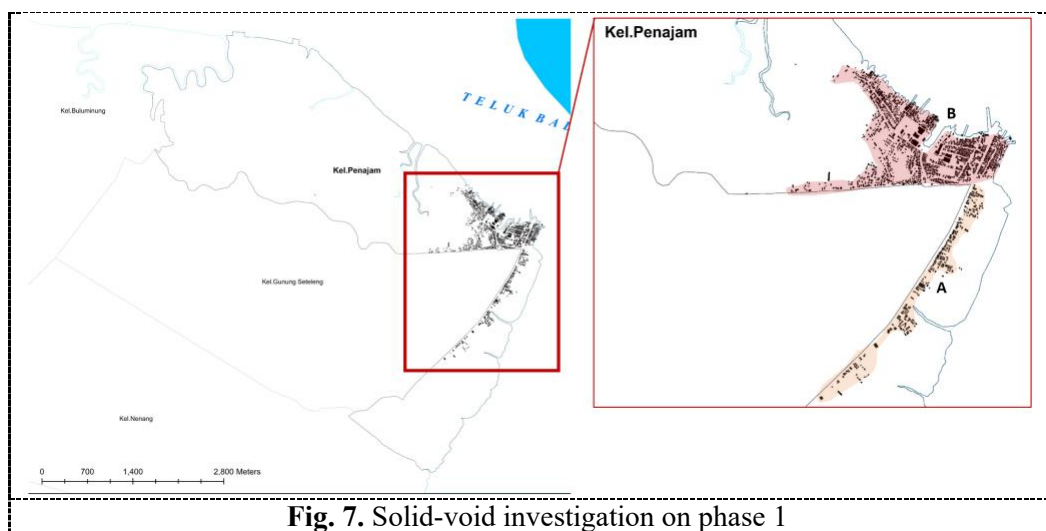 Kel.Buluminung
TELUK BAL
Kel.Penajam
Kel.Gunung Seteleng
Kel.Nenang
0 700 1,400 2,800 Meters
Kel.Penajam
B
A
Fig. 7. Solid-void investigation on phase 1